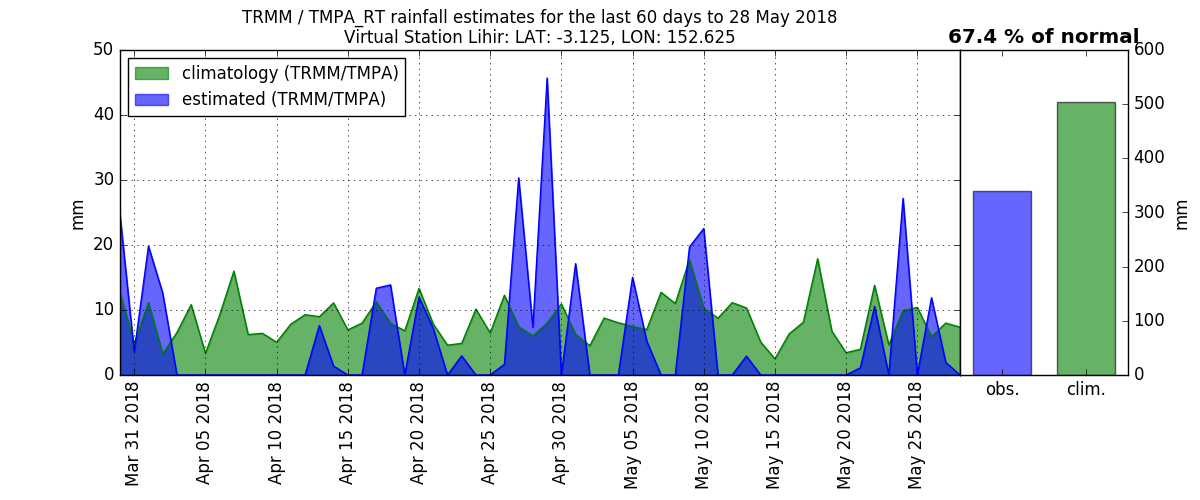 TRMM / TMPA_RT rainfall estimates for the last 60 days to 28 May 2018
Virtual Station Lihir: LAT: -3.125, LON: 152.625
67.4 % of normal
climatology (TRMM/TMPA)
estimated (TRMM/TMPA)
50
40
30
20
10
0
mm
600
500
400
300
200
100
0
mm
obs.
clim.
Mar 31 2018
Apr 05 2018
Apr 10 2018
Apr 15 2018
Apr 20 2018
Apr 25 2018
Apr 30 2018
May 05 2018
May 10 2018
May 15 2018
May 20 2018
May 25 2018